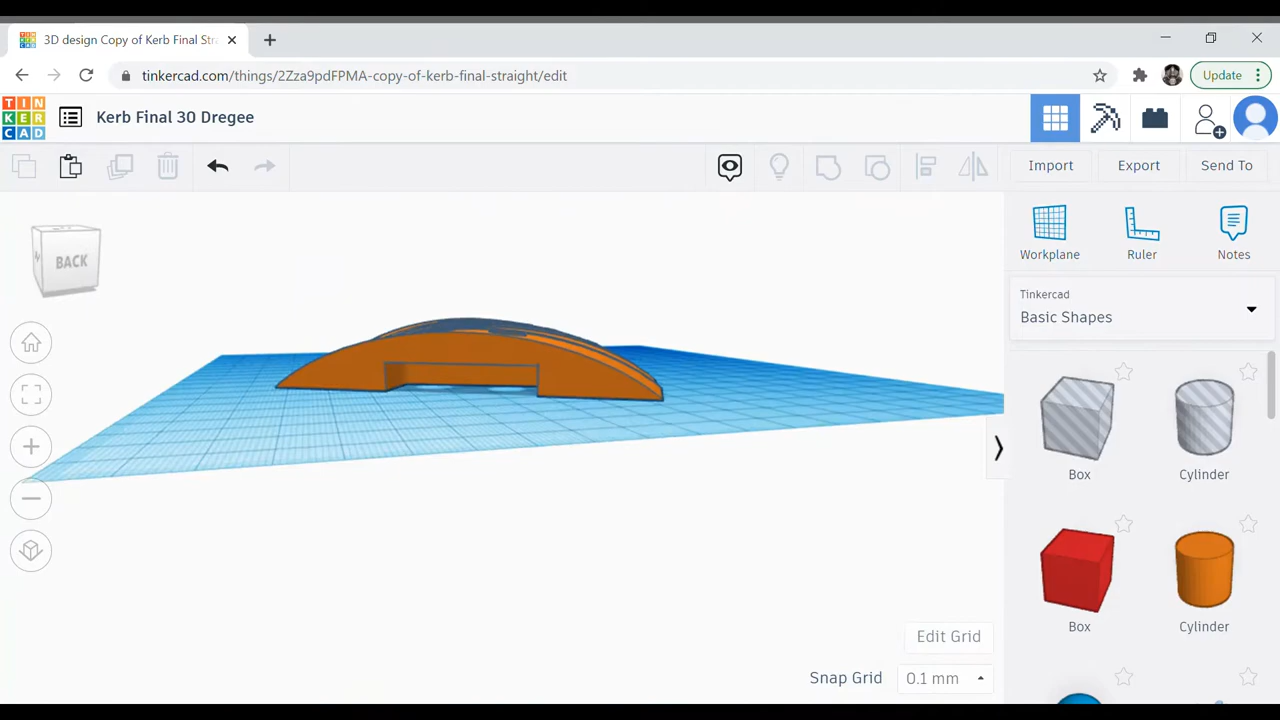 3D design Copy of Kerb Final Stra
tinkercad.com/things/2Zza9pdFPMA-copy-of-kerb-final-straight/edit
Update
TIN
KER
CAD
Kerb Final 30 Dregee
Import
Export
Send To
BACK
Workplane
Ruler
Notes
Tinkercad
Basic Shapes
Box
Cylinder
Box
Cylinder
Edit Grid
Snap Grid
0.1 mm